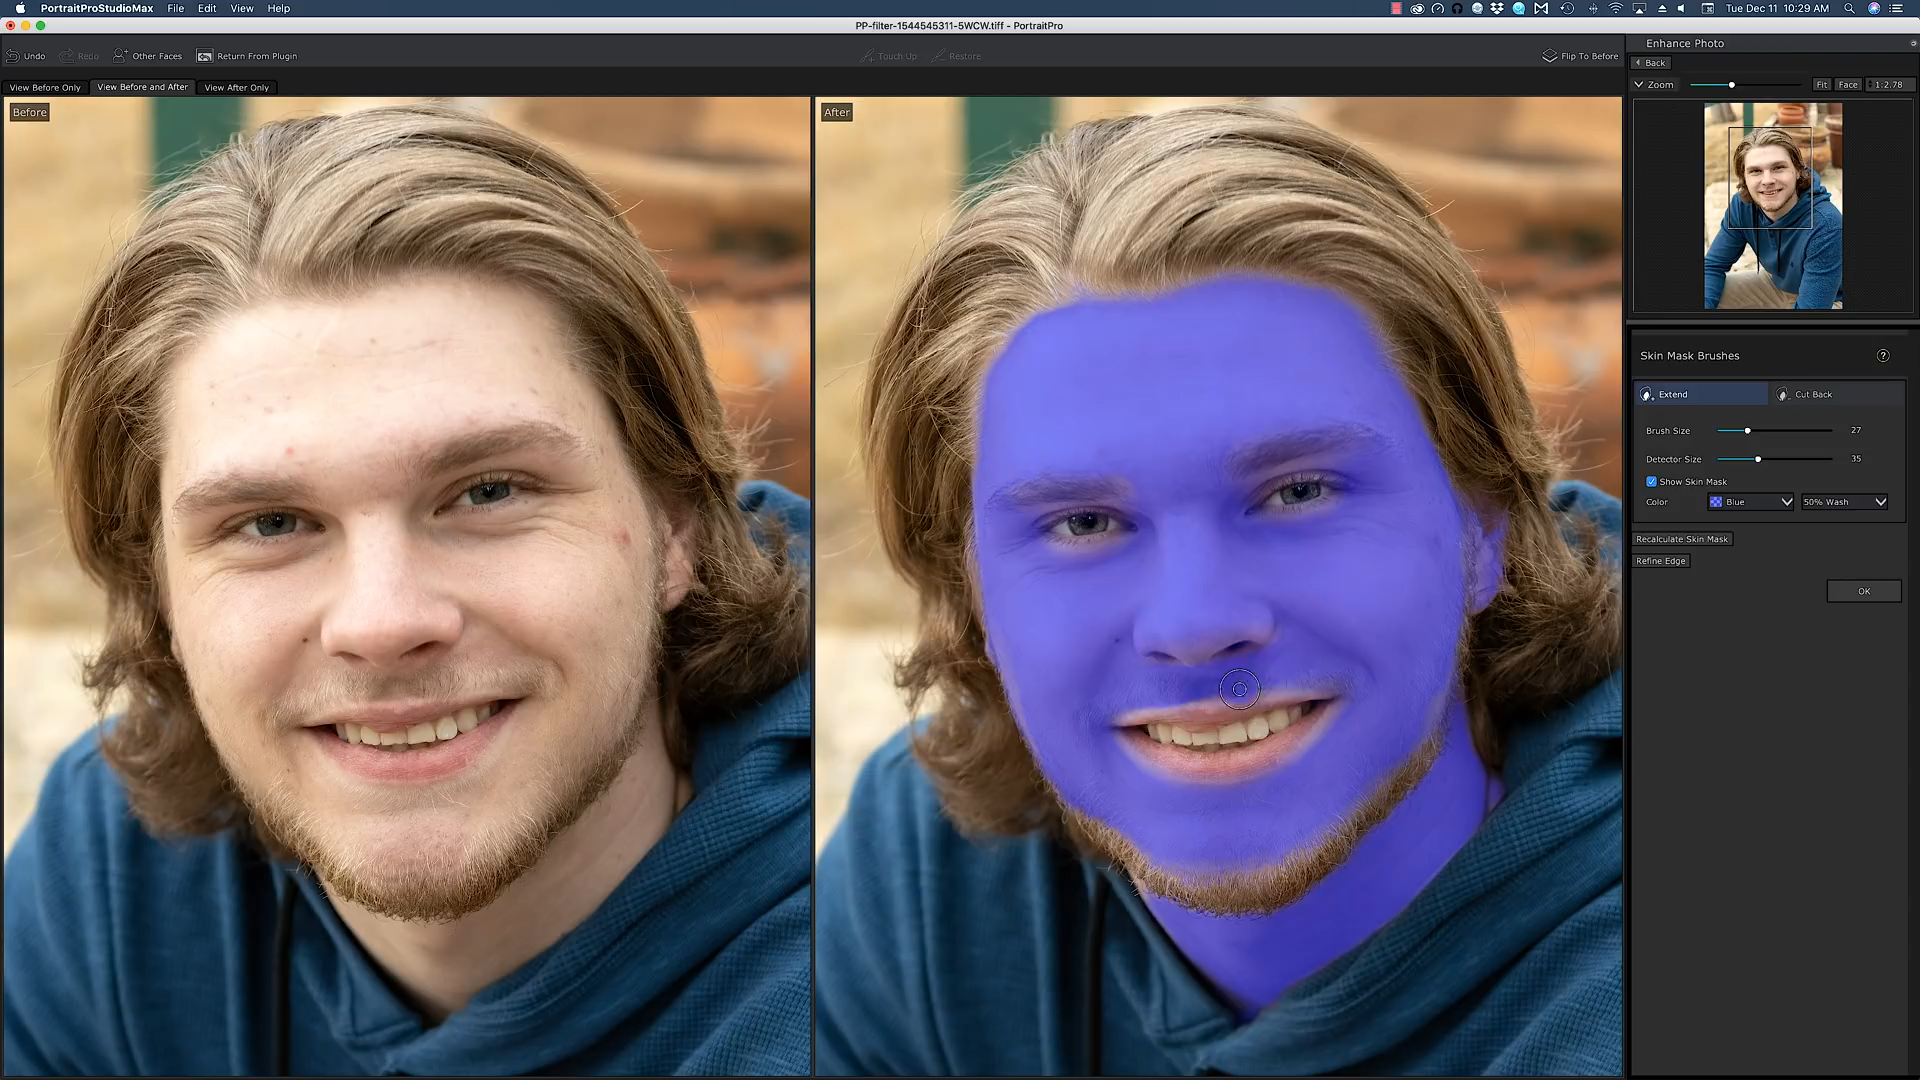 PortraitProStudioMax File Edit View Help Tue Dec 11 10:29 AM
PP-filter-1544545311-5WCW.tiff - PortraitPro
Undo Redo Other Faces Return From Plugin Touch Up Restore Flip To Before
View Before Only View Before and After View After Only
Before
After
Enhance Photo
Back
Zoom Fit Face 1:2.78
Skin Mask Brushes ?
Extend Cut Back
Brush Size 27
Detector Size 35
Show Skin Mask
Color Blue 50% Wash
Recalculate Skin Mask
Refine Edge
OK